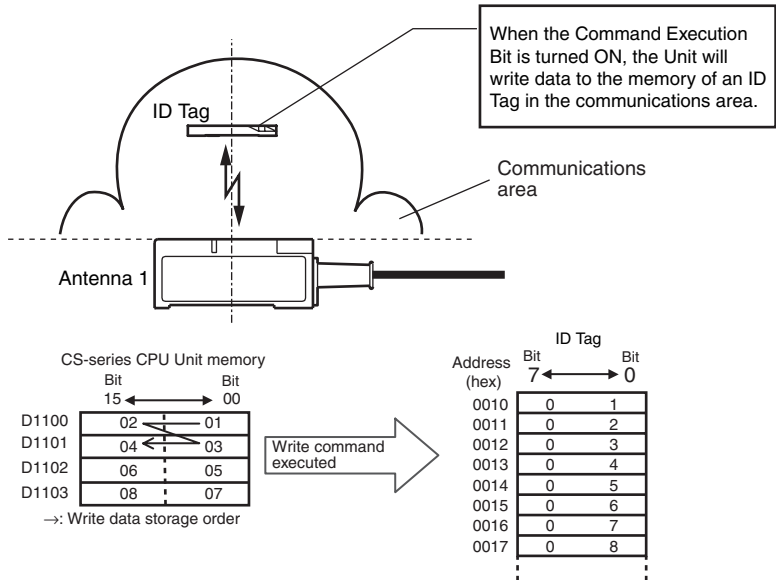 When the Command Execution
Bit is turned ON, the Unit will
write data to the memory of an ID
Tag in the communications area.
ID Tag
Communications
area
Antenna 1
CS-series CPU Unit memory
Bit Bit
15 00
D1100 02 01
D1101 04 03
D1102 06 05
D1103 08 07
→: Write data storage order
Write command
executed
ID Tag
Address Bit Bit
(hex) 7 0
0010 0 1
0011 0 2
0012 0 3
0013 0 4
0014 0 5
0015 0 6
0016 0 7
0017 0 8